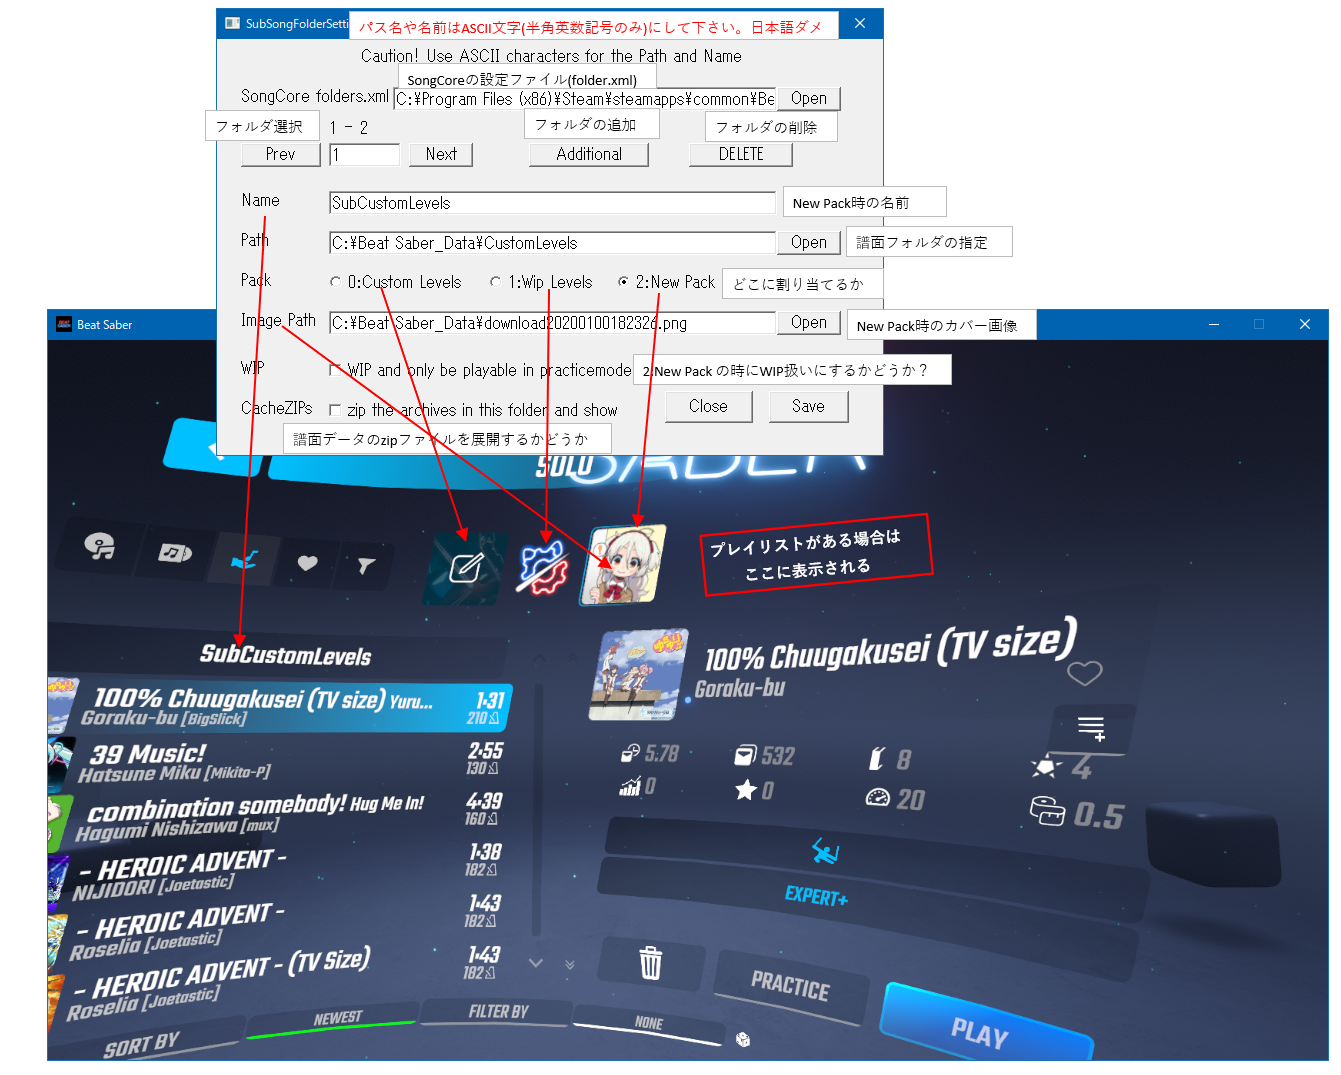 SubSongFolderSetti
パス名や名前はASCII文字(半角英数記号のみ)にして下さい。日本語ダメ
Caution! Use ASCII characters for the Path and Name
SongCoreの設定ファイル(folder.xml)
SongCore folders.xml
C:¥Program Files (x86)¥Steam¥steamapps¥common¥Be
Open
フォルダ選択
1 - 2
フォルダの追加
フォルダの削除
Prev
1
Next
Additional
DELETE
Name
SubCustomLevels
New Pack時の名前
Path
C:¥Beat Saber_Data¥CustomLevels
Open
譜面フォルダの指定
Pack
0:Custom Levels
1:Wip Levels
2:New Pack
どこに割り当てるか
Image Path
C:¥Beat Saber_Data¥download20200100182326.png
Open
New Pack時のカバー画像
WIP
WIP and only be playable in practicemode
2:New Pack の時にWIP扱いにするかどうか？
CacheZIPs
zip the archives in this folder and show
Close
Save
譜面データのzipファイルを展開するかどうか
Beat Saber
SABER
SOLO
プレイリストがある場合は
ここに表示される
SubCustomLevels
100% Chuugakusei (TV size) Yuru...
1:31
Goraku-bu [BigSlick]
210
39 Music!
2:55
Hatsune Miku [Mikito-P]
130
combination somebody! Hug Me In!
4:39
Hagumi Nishizawa [mux]
160
- HEROIC ADVENT -
1:38
NIJIDORI [Joetastic]
182
- HEROIC ADVENT -
1:43
Roselia [Joetastic]
182
- HEROIC ADVENT - (TV Size)
1:43
Roselia [Joetastic]
182
SORT BY
NEWEST
FILTER BY
NONE
100% Chuugakusei (TV size)
Goraku-bu
5.78
532
8
4
0
0
20
0.5
EXPERT+
PRACTICE
PLAY